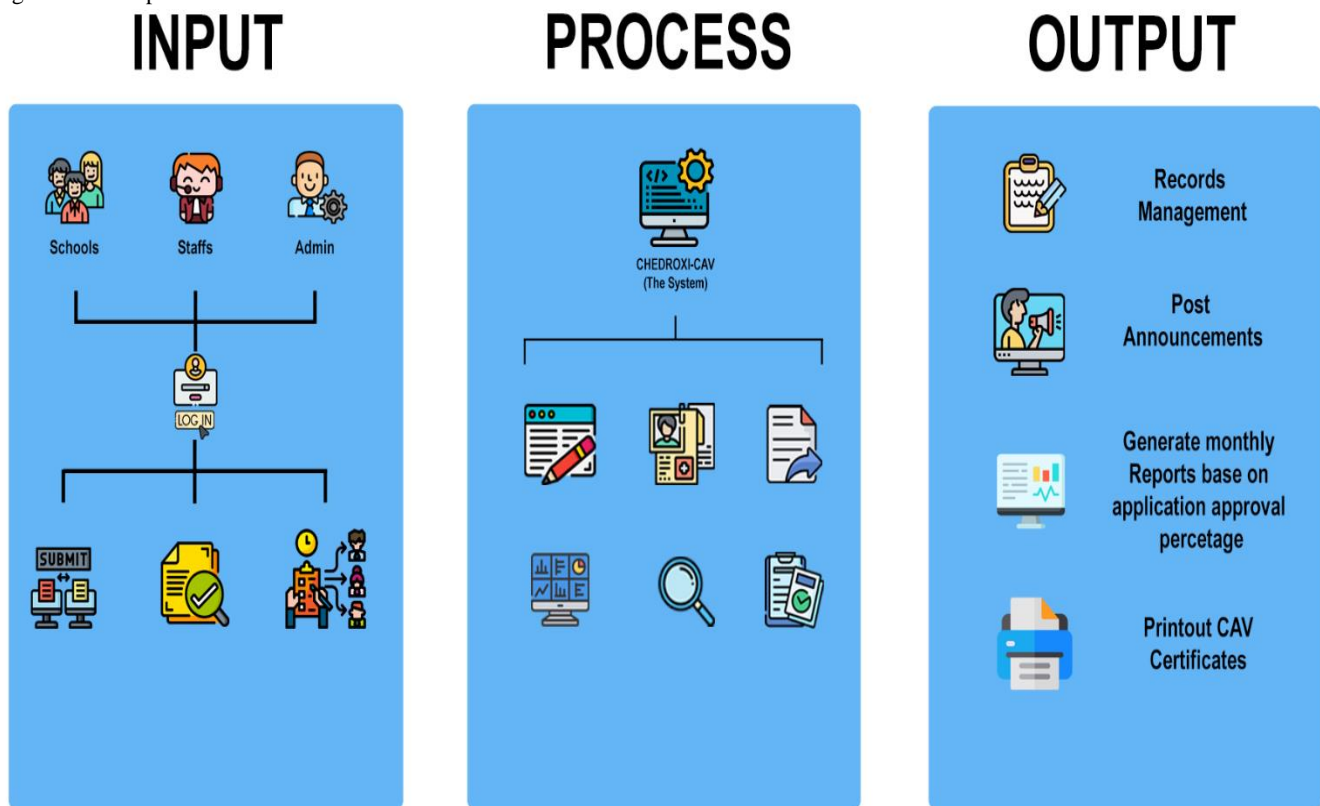 INPUT
PROCESS
OUTPUT
Schools
Staffs
Admin
LOG IN
SUBMIT
</>
CHEDROXI-CAV
(The System)
Records
Management
Post
Announcements
Generate monthly
Reports base on
application approval
percetage
Printout CAV
Certificates